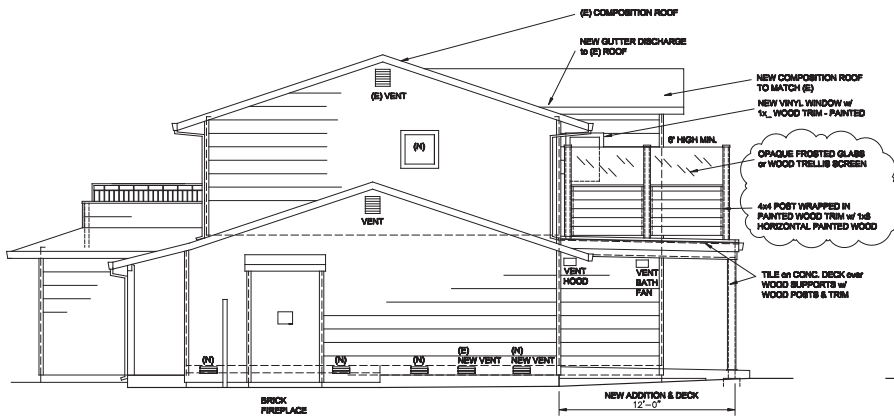 (E) COMPOSITION ROOF
NEW GUTTER DISCHARGE
to (E) ROOF
(E) VENT
NEW COMPOSITION ROOF
TO MATCH (E)
NEW VINYL WINDOW w/
1x_ WOOD TRIM - PAINTED
(N)
6' HIGH MIN.
OPAQUE FROSTED GLASS
or WOOD TRELLIS SCREEN
4x4 POST WRAPPED IN
PAINTED WOOD TRIM w/ 1x6
HORIZONTAL PAINTED WOOD
VENT
VENT
HOOD
VENT
BATH
FAN
TILE on CONC. DECK over
WOOD SUPPORTS w/
WOOD POSTS & TRIM
(N)
(N)
(N)
(E)
NEW VENT
(N)
NEW VENT
BRICK
FIREPLACE
NEW ADDITION & DECK
12'-0"